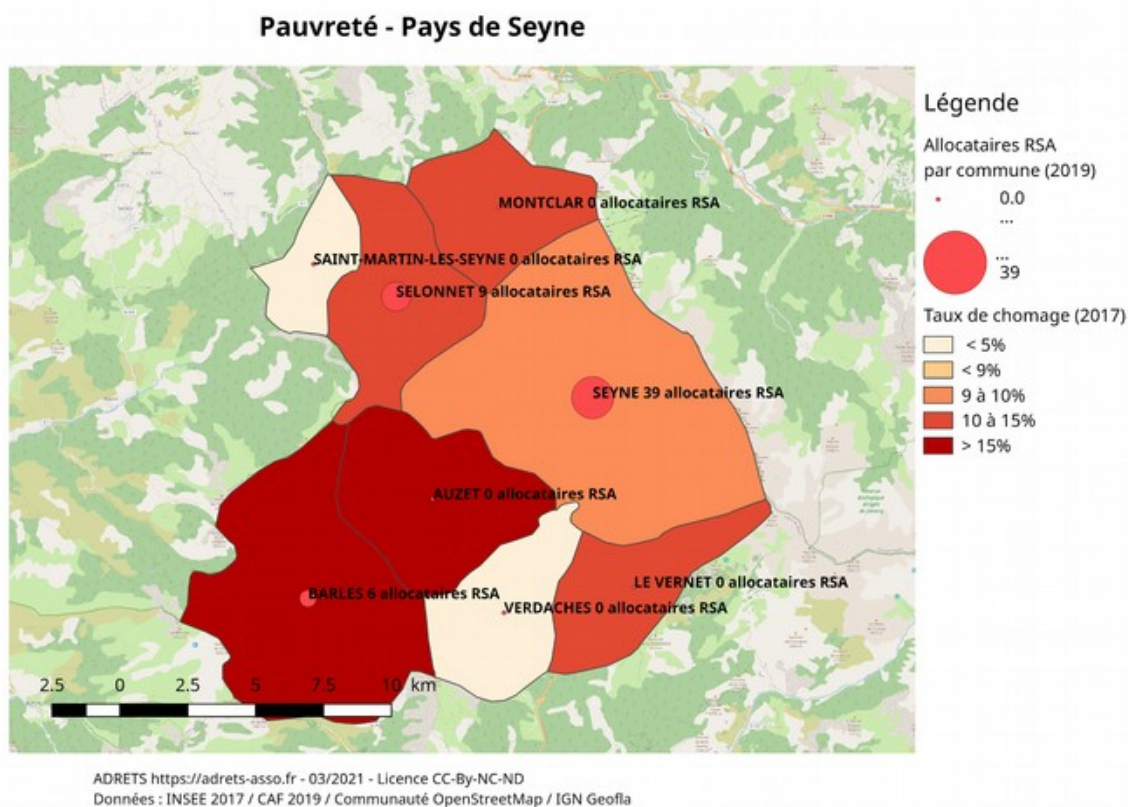 Pauvreté - Pays de Seyne
Légende
Allocataires RSA
par commune (2019)
0.0
...
...
39
Taux de chomage (2017)
< 5%
< 9%
9 à 10%
10 à 15%
> 15%
MONTCLAR 0 allocataires RSA
SAINT-MARTIN-LES-SEYNE 0 allocataires RSA
SELONNET 9 allocataires RSA
SEYNE 39 allocataires RSA
AUZET 0 allocataires RSA
LE VERNET 0 allocataires RSA
BARLES 6 allocataires RSA
VERDACHES 0 allocataires RSA
2.5 0 2.5 5 7.5 10 km
ADRETS https://adrets-asso.fr - 03/2021 - Licence CC-By-NC-ND
Données : INSEE 2017 / CAF 2019 / Communauté OpenStreetMap / IGN Geofla